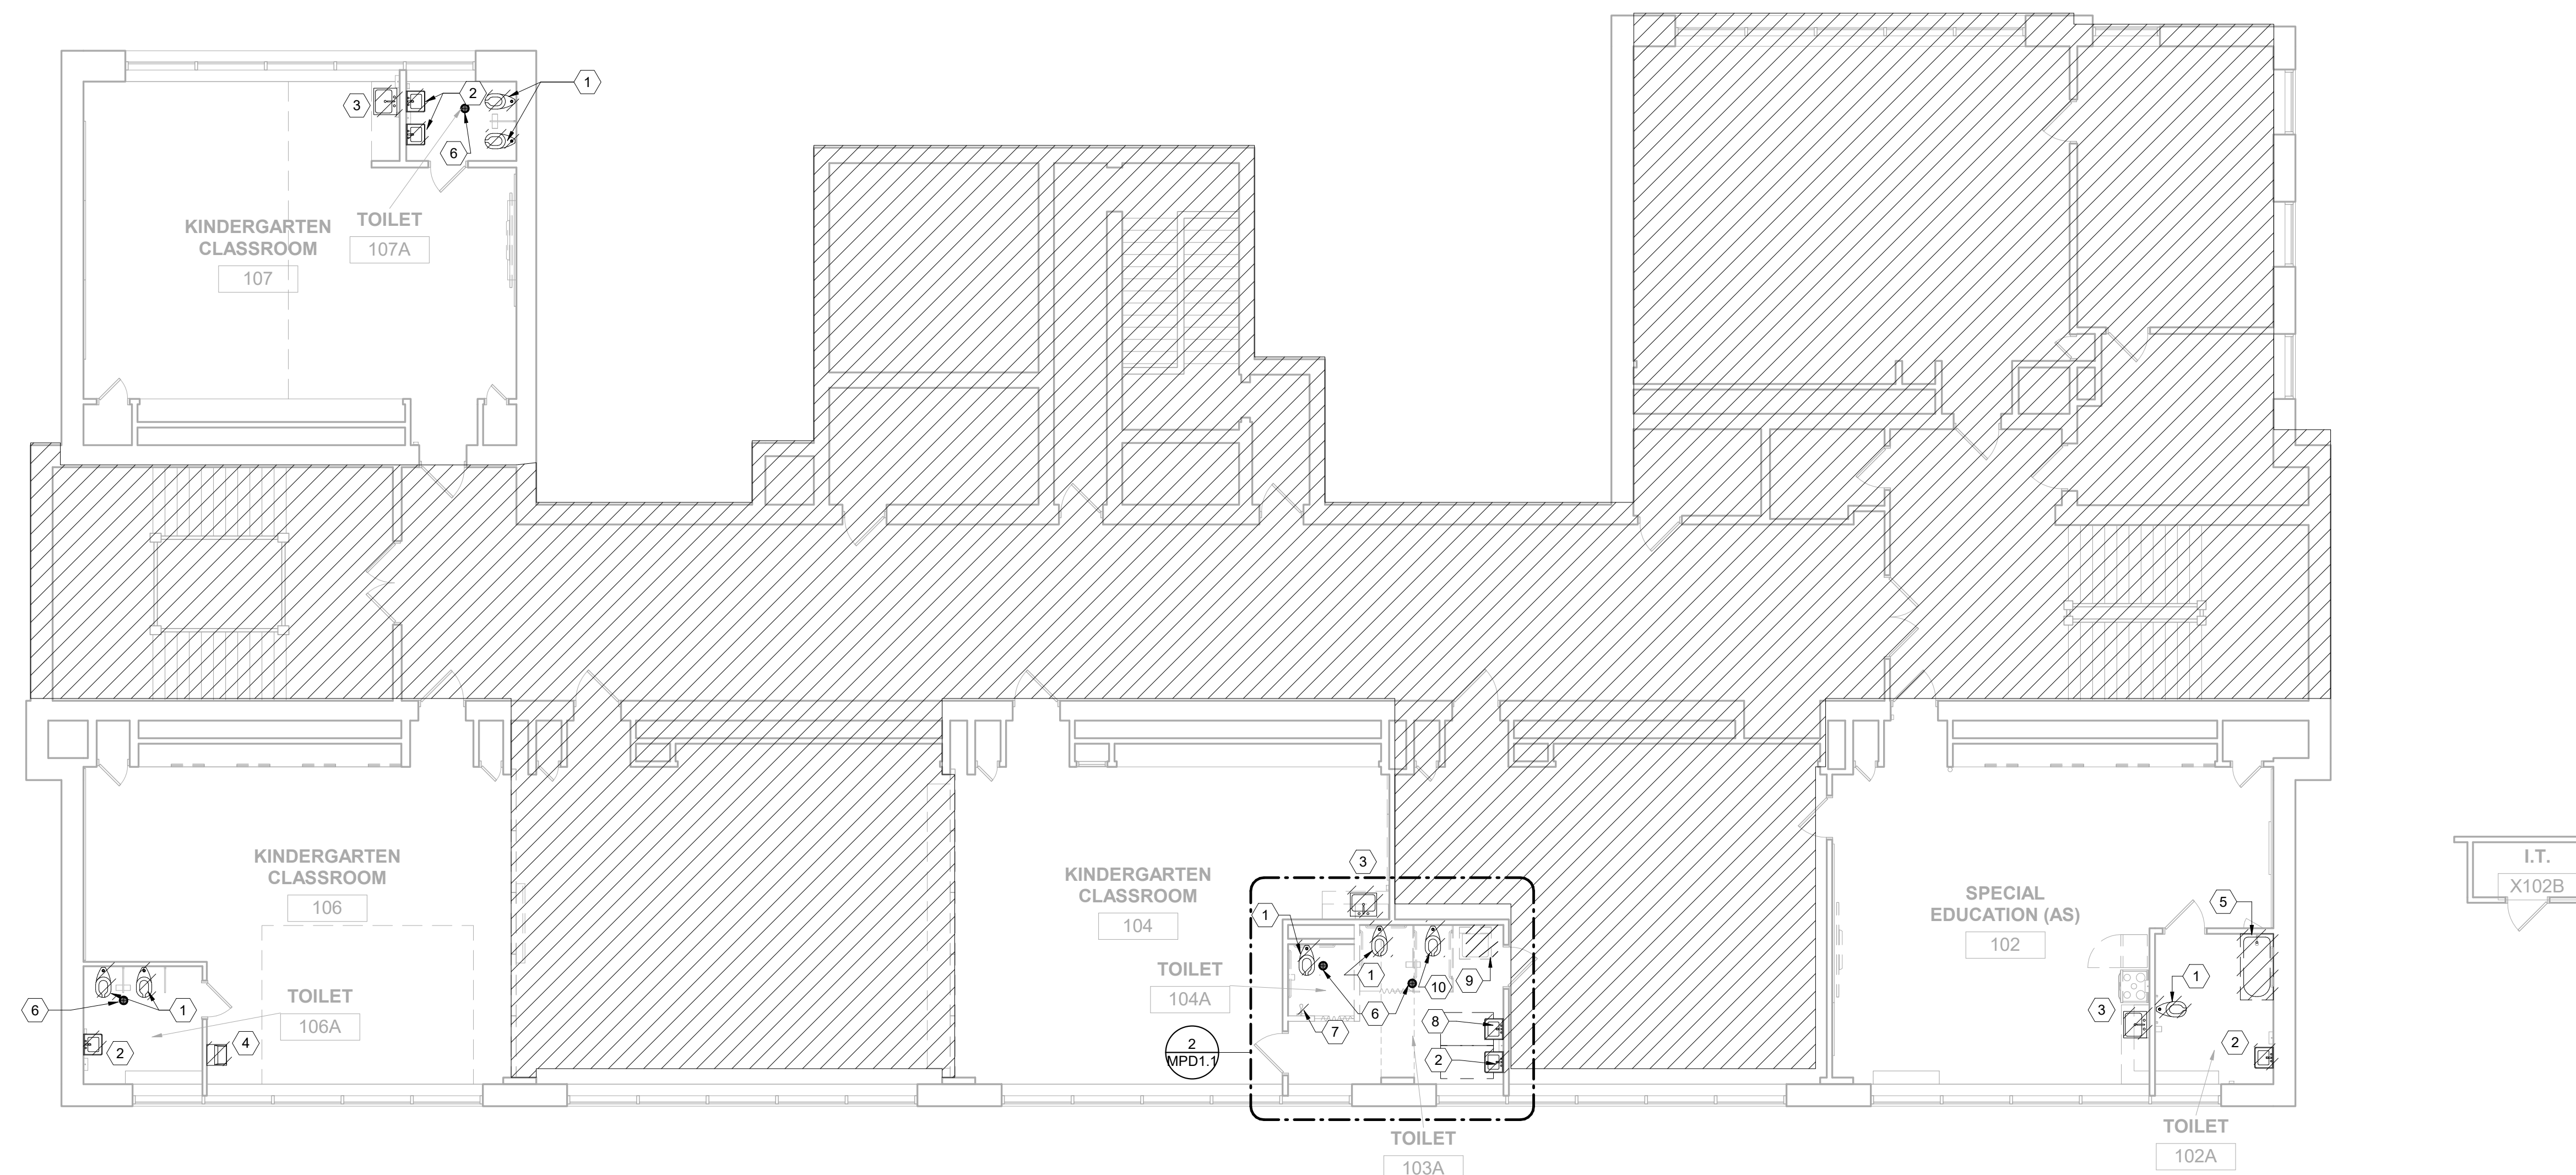 1
3
2
6
KINDERGARTEN
CLASSROOM
107
TOILET
107A
KINDERGARTEN
CLASSROOM
106
TOILET
106A
6
1
2
4
KINDERGARTEN
CLASSROOM
104
3
1
TOILET
104A
1
10
9
6
7
8
2
2
MPD1.1
TOILET
103A
SPECIAL
EDUCATION (AS)
102
5
1
3
2
TOILET
102A
I.T.
X102B